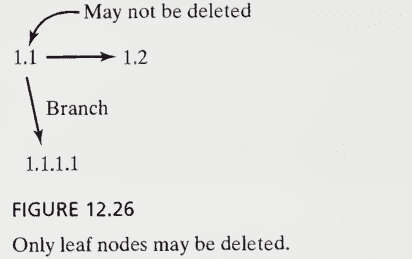 May not be deleted
1.1 1.2
Branch
1.1.1.1
FIGURE 12.26
Only leaf nodes may be deleted.